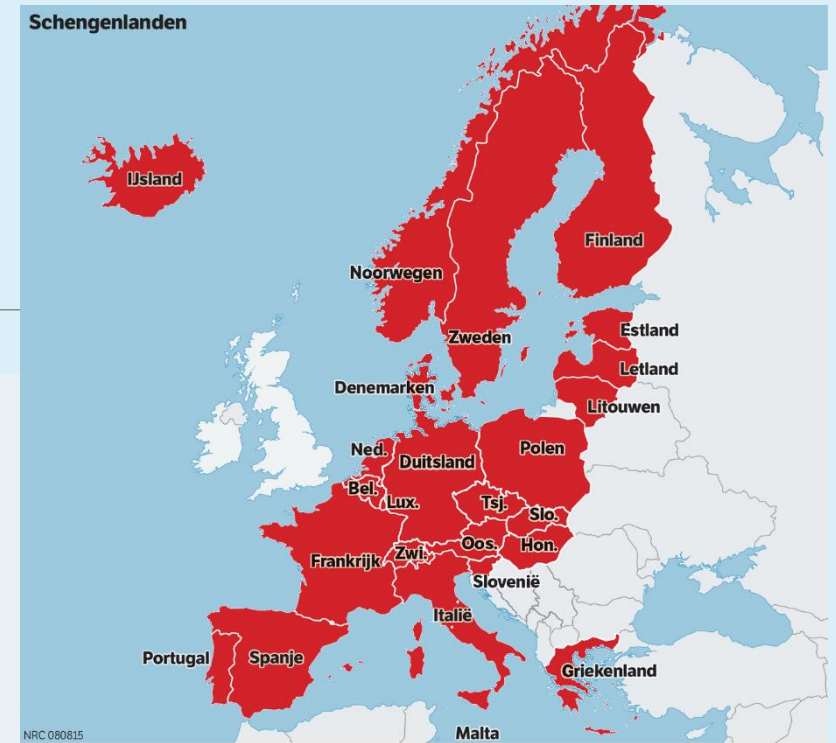 Schengenlanden
IJsland
Finland
Noorwegen
Zweden
Estland
Letland
Denemarken
Litouwen
Ned.
Polen
Duitsland
Bel.
Lux.
Tsj.
Slo.
Oos.
Hon.
Zwi.
Frankrijk
Slovenië
Italië
Portugal
Spanje
Griekenland
Malta
NRC 080815